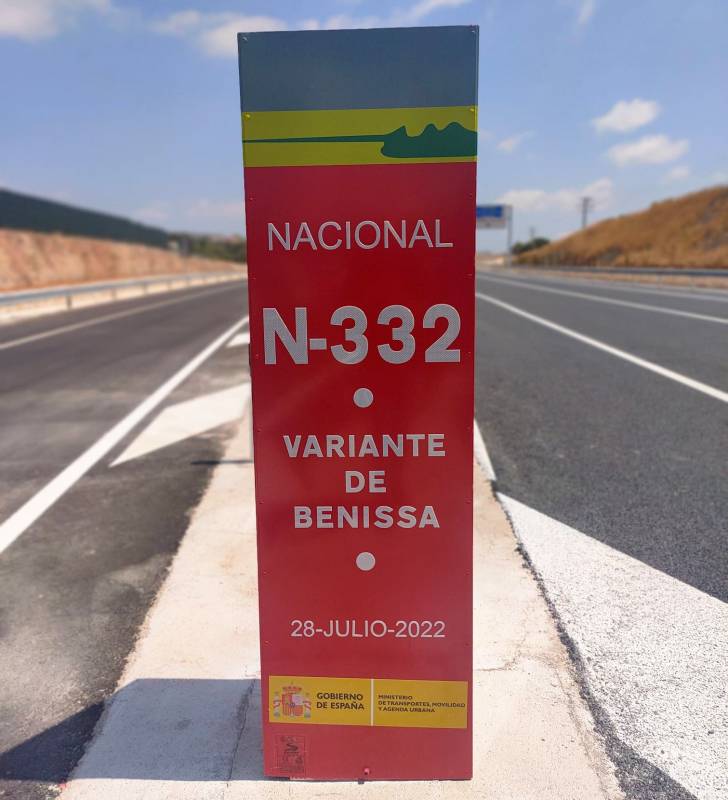 NACIONAL
N-332
VARIANTE
DE
BENISSA
28-JULIO-2022
GOBIERNO
DE ESPAÑA
MINISTERIO
DE TRANSPORTES, MOVILIDAD
Y AGENDA URBANA